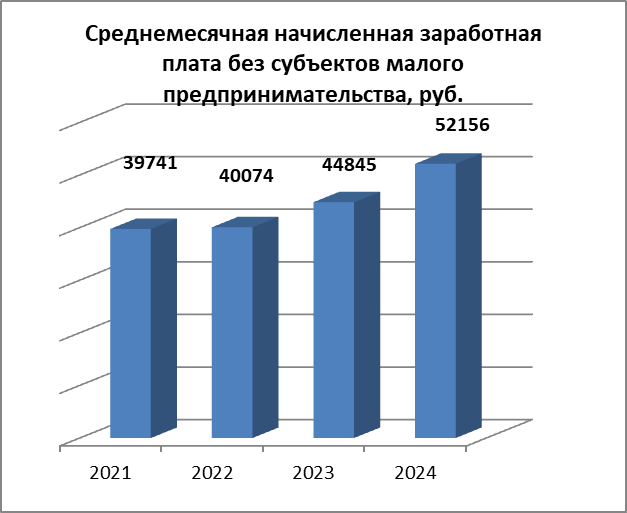 Среднемесячная начисленная заработная
плата без субъектов малого
предпринимательства, руб.
52156
39741
40074
44845
2021
2022
2023
2024